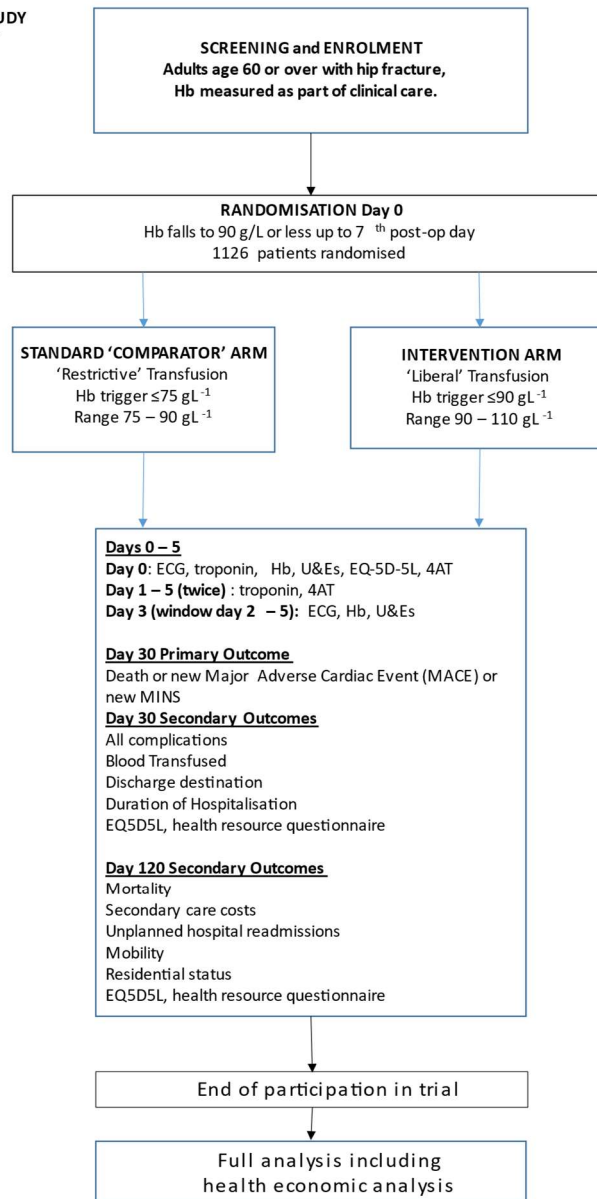 UDY
SCREENING and ENROLMENT
Adults age 60 or over with hip fracture,
Hb measured as part of clinical care.
RANDOMISATION Day 0
Hb falls to 90 g/L or less up to 7 th post-op day
1126 patients randomised
STANDARD ‘COMPARATOR’ ARM
‘Restrictive’ Transfusion
Hb trigger ≤75 gL -1
Range 75 – 90 gL -1
INTERVENTION ARM
‘Liberal’ Transfusion
Hb trigger ≤90 gL -1
Range 90 – 110 gL -1
Days 0 – 5
Day 0: ECG, troponin, Hb, U&Es, EQ-5D-5L, 4AT
Day 1 – 5 (twice) : troponin, 4AT
Day 3 (window day 2 – 5): ECG, Hb, U&Es
Day 30 Primary Outcome
Death or new Major Adverse Cardiac Event (MACE) or
new MINS
Day 30 Secondary Outcomes
All complications
Blood Transfused
Discharge destination
Duration of Hospitalisation
EQ5D5L, health resource questionnaire
Day 120 Secondary Outcomes
Mortality
Secondary care costs
Unplanned hospital readmissions
Mobility
Residential status
EQ5D5L, health resource questionnaire
End of participation in trial
Full analysis including
health economic analysis